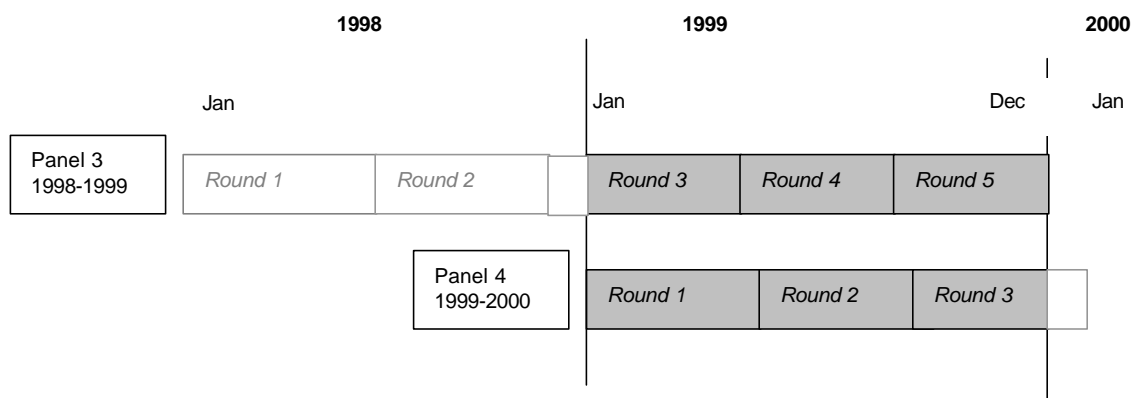 1998 1999 2000
Jan Jan Dec Jan
Panel 3
1998-1999
Round 1 Round 2 Round 3 Round 4 Round 5
Panel 4
1999-2000
Round 1 Round 2 Round 3